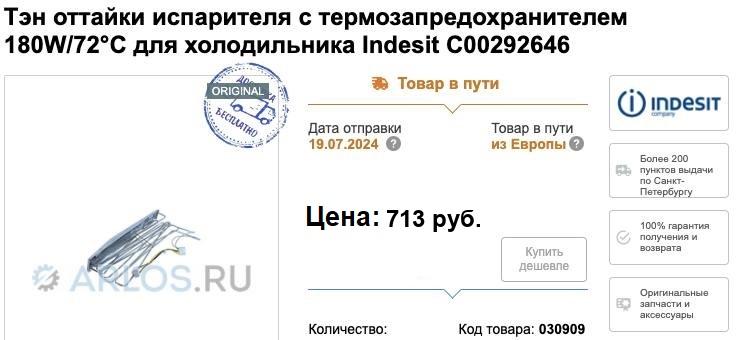 Тэн оттайки испарителя с термозапредохранителем
180W/72°C для холодильника Indesit C00292646
ORIGINAL
ДОСТАВКА
БЕСПЛАТНО
Товар в пути
Дата отправки
19.07.2024 ?
Товар в пути
из Европы ?
Цена: 713 руб.
Купить
дешевле
Количество:
Код товара: 030909
ARLOS.RU
indesit
company
Более 200
пунктов выдачи
по Санкт-
Петербургу
100% гарантия
получения и
возврата
Оригинальные
запчасти и
аксессуары